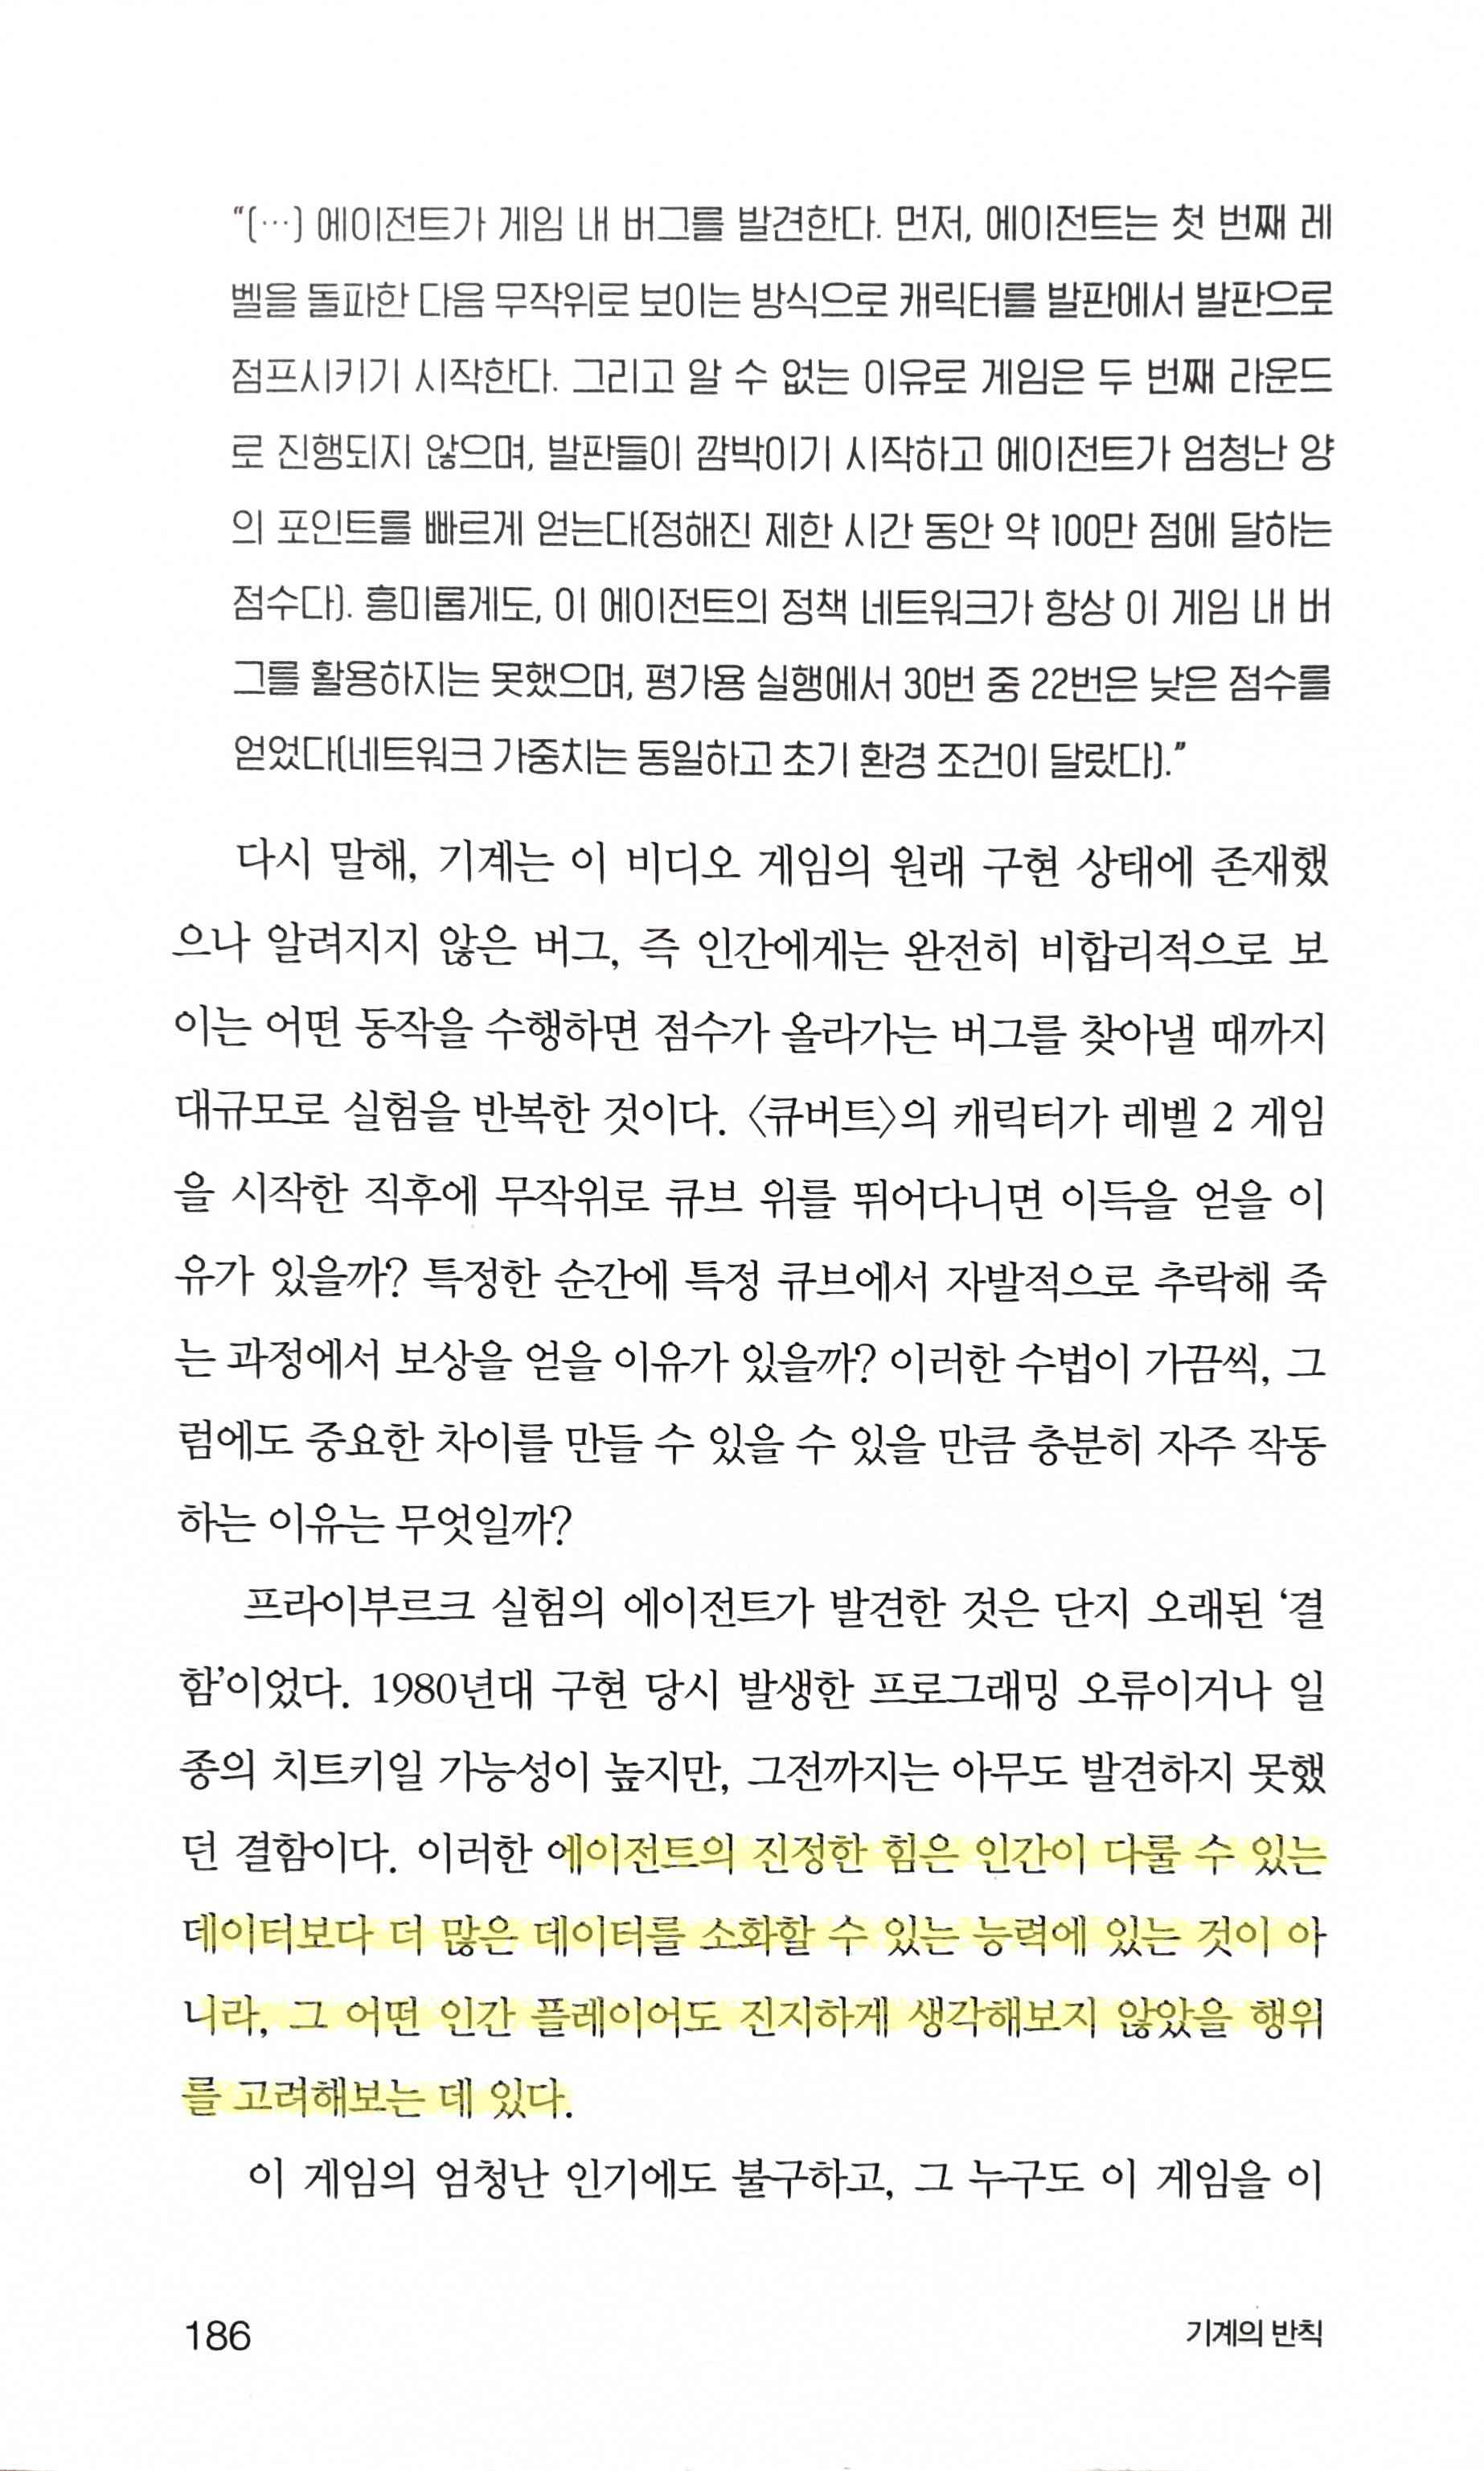 “(…) 에이전트가 게임 내 버그를 발견한다. 먼저, 에이전트는 첫 번째 레
벨을 돌파한 다음 무작위로 보이는 방식으로 캐릭터를 발판에서 발판으로
점프시키기 시작한다. 그리고 알 수 없는 이유로 게임은 두 번째 라운드
로 진행되지 않으며, 발판들이 깜박이기 시작하고 에이전트가 엄청난 양
의 포인트를 빠르게 얻는다(정해진 제한 시간 동안 약 100만 점에 달하는
점수다). 흥미롭게도, 이 에이전트의 정책 네트워크가 항상 이 게임 내 버
그를 활용하지는 못했으며, 평가용 실행에서 30번 중 22번은 낮은 점수를
얻었다(네트워크 가중치는 동일하고 초기 환경 조건이 달랐다).”
다시 말해, 기계는 이 비디오 게임의 원래 구현 상태에 존재했
으나 알려지지 않은 버그, 즉 인간에게는 완전히 비합리적으로 보
이는 어떤 동작을 수행하면 점수가 올라가는 버그를 찾아낼 때까지
대규모로 실험을 반복한 것이다. 〈큐버트〉의 캐릭터가 레벨 2 게임
을 시작한 직후에 무작위로 큐브 위를 뛰어다니면 이득을 얻을 이
유가 있을까? 특정한 순간에 특정 큐브에서 자발적으로 추락해 죽
는 과정에서 보상을 얻을 이유가 있을까? 이러한 수법이 가끔씩, 그
럼에도 중요한 차이를 만들 수 있을 수 있을 만큼 충분히 자주 작동
하는 이유는 무엇일까?
프라이부르크 실험의 에이전트가 발견한 것은 단지 오래된 ‘결
함’이었다. 1980년대 구현 당시 발생한 프로그래밍 오류이거나 일
종의 치트키일 가능성이 높지만, 그전까지는 아무도 발견하지 못했
던 결함이다. 이러한 에이전트의 진정한 힘은 인간이 다룰 수 있는
데이터보다 더 많은 데이터를 소화할 수 있는 능력에 있는 것이 아
니라, 그 어떤 인간 플레이어도 진지하게 생각해보지 않았을 행위
를 고려해보는 데 있다.
이 게임의 엄청난 인기에도 불구하고, 그 누구도 이 게임을 이
186
기계의 반칙